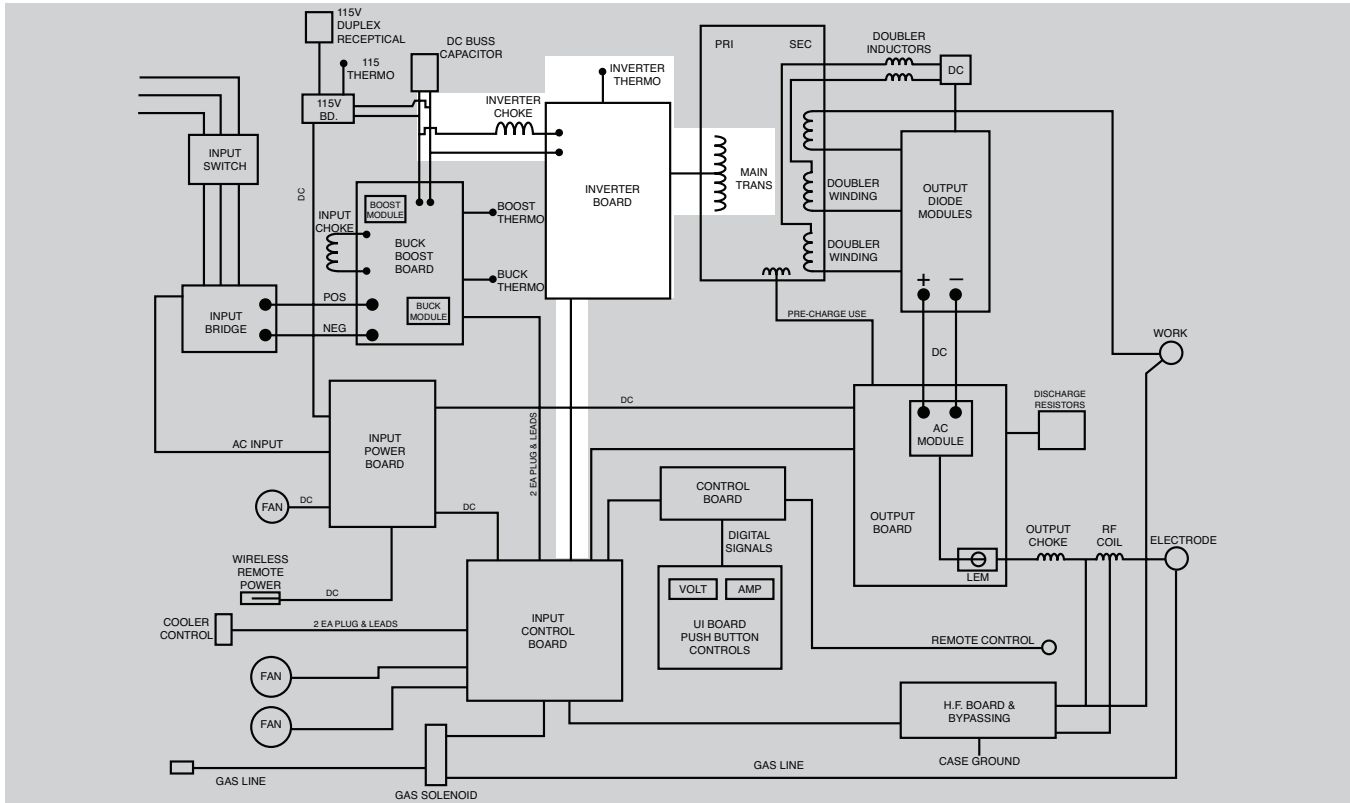 115V
DUPLEX
RECEPTICAL
115
THERMO
DC BUSS
CAPACITOR
115V
BD.
INVERTER
CHOKE
INVERTER
THERMO
PRI
SEC
DOUBLER
INDUCTORS
DC
INPUT
SWITCH
DC
BOOST
MODULE
INPUT
CHOKE
BUCK
BOOST
BOARD
BUCK
MODULE
BOOST
THERMO
BUCK
THERMO
INVERTER
BOARD
MAIN
TRANS
DOUBLER
WINDING
DOUBLER
WINDING
OUTPUT
DIODE
MODULES
+
–
INPUT
BRIDGE
POS
NEG
PRE-CHARGE USE
DC
WORK
DISCHARGE
RESISTORS
AC INPUT
INPUT
POWER
BOARD
DC
2 EA PLUG & LEADS
AC
MODULE
FAN
DC
DC
CONTROL
BOARD
DIGITAL
SIGNALS
OUTPUT
BOARD
LEM
OUTPUT
CHOKE
RF
COIL
ELECTRODE
WIRELESS
REMOTE
POWER
DC
COOLER
CONTROL
2 EA PLUG & LEADS
INPUT
CONTROL
BOARD
VOLT
AMP
UI BOARD
PUSH BUTTON
CONTROLS
REMOTE CONTROL
FAN
FAN
H.F. BOARD &
BYPASSING
CASE GROUND
GAS LINE
GAS SOLENOID
GAS LINE